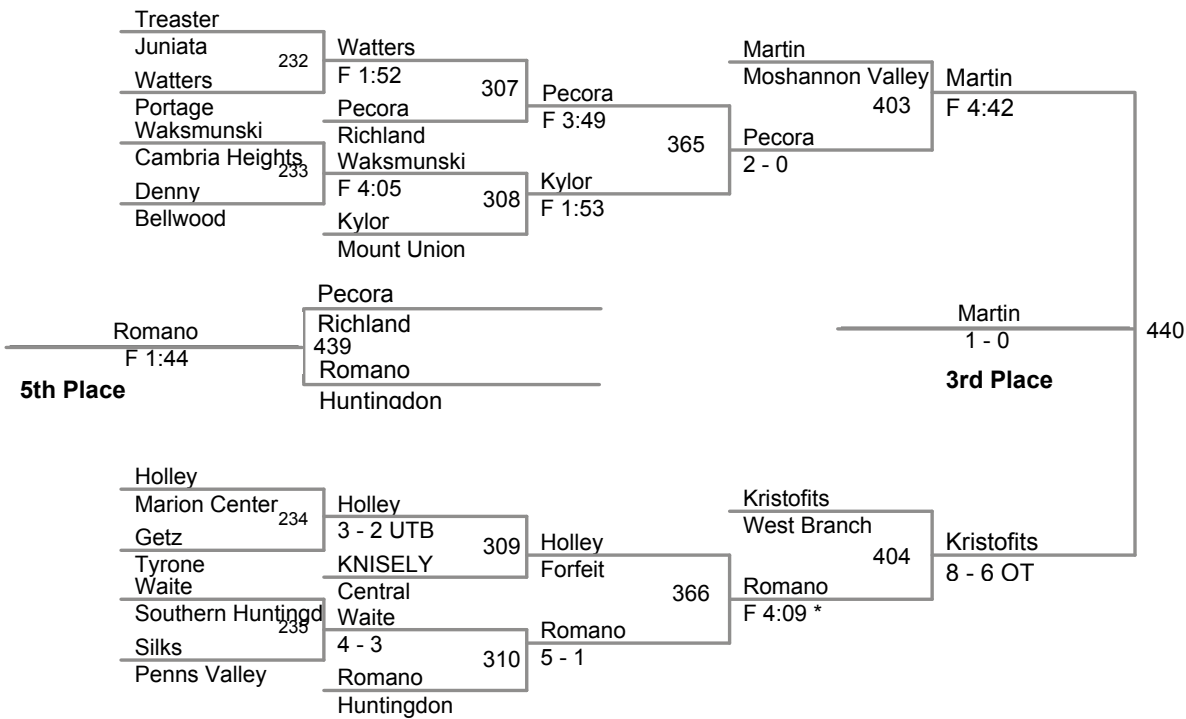 Treaster
Juniata
232
Watters
Portage
Watters
F 1:52
307
Pecora
Richland
Waksmunski
Cambria Heights
233
Denny
Bellwood
Waksmunski
F 4:05
308
Kylor
Mount Union
Pecora
F 3:49
365
Kylor
F 1:53
Martin
Moshannon Valley
403
Pecora
2 - 0
Martin
F 4:42
Pecora
Richland
439
Romano
Huntingdon
Romano
F 1:44
5th Place
Martin
1 - 0
3rd Place
440
Holley
Marion Center
234
Getz
Tyrone
Holley
3 - 2 UTB
309
KNISELY
Central
Waite
Southern Huntingd
235
Silks
Penns Valley
Waite
4 - 3
310
Romano
Huntingdon
Holley
Forfeit
366
Romano
5 - 1
Kristofits
West Branch
404
Romano
F 4:09 *
Kristofits
8 - 6 OT